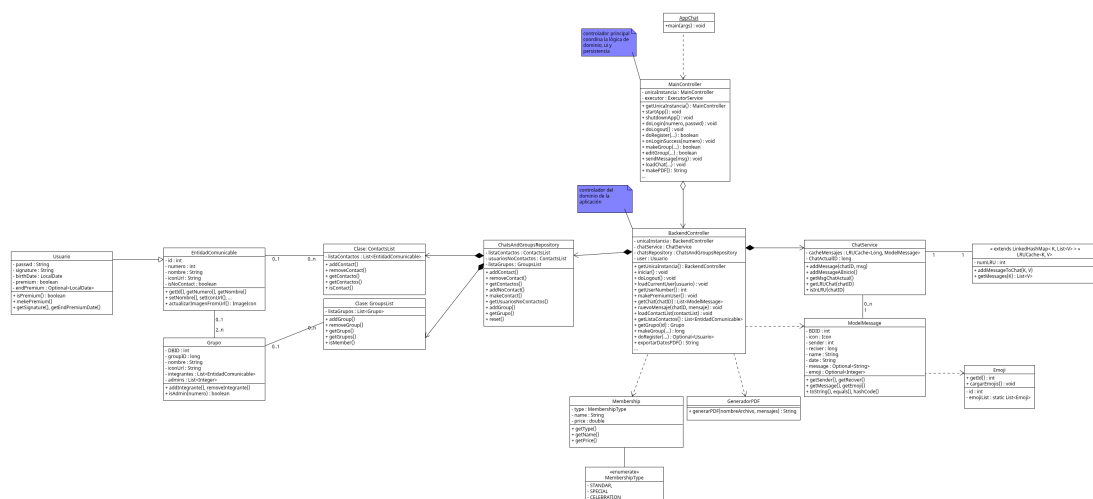 AppChat
+main(args) : void
controlador principal
coordina la lógica de
dominio, ui y
persistencia
MainController
- unicaInstancia : MainController
- executor : ExecutorService
+ getUnicaInstancia() : MainController
+ startApp() : void
+ shutdownApp() : void
+ doLogin(numero, passwd) : void
+ doLogout() : void
+ doRegister(...) : boolean
+ onLoginSuccess(numero) : void
+ makeGroup(...) : boolean
+ editGroup(...) : boolean
+ sendMessage(msg) : void
+ loadChat(...) : void
+ makePDF() : String
...
controlador del
dominio de la
aplicación
BackendController
- unicaInstancia : BackendController
- chatService : ChatService
- chatsRepository : ChatsAndGroupsRepository
- user : Usuario
+ getUnicaInstancia() : BackendController
+ iniciar() : void
+ doLogout() : void
+ loadCurrentUser(usuario) : void
+ getUserNumber() : int
+ makePremiumUser() : void
+ getChat(chatID) : List<ModelMessage>
+ nuevoMensaje(chatID, mensaje) : void
+ loadContactList(contactList) : void
+ getListaContactos() : List<EntidadComunicable>
+ getGrupo(id) : Grupo
+ makeGroup(...) : long
+ doRegister(...) : Optional<Usuario>
+ exportarDatosPDF() : String
...
Usuario
- passwd : String
- signature : String
- birthDate : LocalDate
- premium : boolean
- endPremium : Optional<LocalDate>
+ isPremium() : boolean
+ makePremium()
+ getSignature(), getEndPremiumDate()
EntidadComunicable
- id : int
- numero : int
- nombre : String
- iconUrl : String
- isNoContact : boolean
+ getId(), getNumero(), getNombre()
+ setNombre(), setIconUrl(), ...
+ actualizarImagenFromUrl() : ImageIcon
0..1
0..n
0..1
2..n
Grupo
- DBID : int
- groupID : long
- nombre : String
- iconUrl : String
- integrantes : List<EntidadComunicable>
- admins : List<Integer>
+ addIntegrante(), removeIntegrante()
+ isAdmin(numero) : boolean
0..1
0..n
Clase: ContactsList
- listaContactos : List<EntidadComunicable>
+ addContact()
+ removeContact()
+ getContacto()
+ getContactos()
+ isContact()
Clase: GroupsList
- listaGrupos : List<Grupo>
+ addGroup()
+ removeGroup()
+ getGrupo()
+ getGrupos()
+ isMember()
ChatsAndGroupsRepository
- listaContactos : ContactsList
- usuariosNoContactos : ContactsList
- listaGrupos : GroupsList
+ addContact()
+ removeContact()
+ getContactos()
+ addNoContact()
+ makeContact()
+ getUsuariosNoContactos()
+ addGroup()
+ getGrupo()
+ reset()
ChatService
- cacheMensajes : LRU/Cache<Long, ModelMessage>
- ChatActualID : long
+ addMessage(chatID, msg)
+ addMessageAlInicio()
+ getMsgChatActual()
+ getLRUChat(chatID)
+ isInLRU(chatID)
1
1
< extends LinkedHashMap< K, List<V> > >
LRU/Cache<K, V>
- numLRU : int
+ addMessageToChat(K, V)
+ getMessages(K) : List<V>
0..n
1
ModelMessage
- BDID : int
- icon : Icon
- sender : int
- reciver : long
- name : String
- date : String
- message : Optional<String>
- emoji : Optional<Integer>
+ getSender(), getReciver()
+ getMessage(), getEmoji()
+ toString(), equals(), hashCode()
Emoji
+ getId() : int
+ cargarEmojis() : void
- id : int
- emojiList : static List<Emoji>
Membership
- type : MembershipType
- name : String
- price : double
+ getType()
+ getName()
+ getPrice()
GeneradorPDF
+ generarPDF(nombreArchivo, mensajes) : String
«enumerate»
MembershipType
- STANDAR,
- SPECIAL
- CELEBRATION